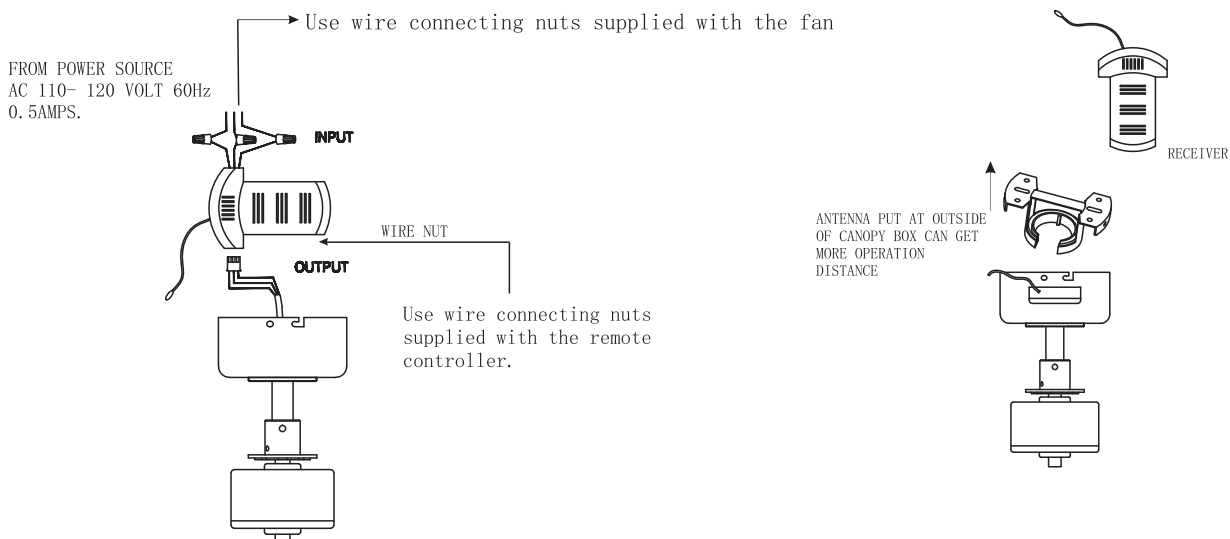 Use wire connecting nuts supplied with the fan
FROM POWER SOURCE
AC 110- 120 VOLT 60Hz
0.5AMPS.
INPUT
WIRE NUT
OUTPUT
Use wire connecting nuts
supplied with the remote
controller.
RECEIVER
ANTENNA PUT AT OUTSIDE
OF CANOPY BOX CAN GET
MORE OPERATION
DISTANCE